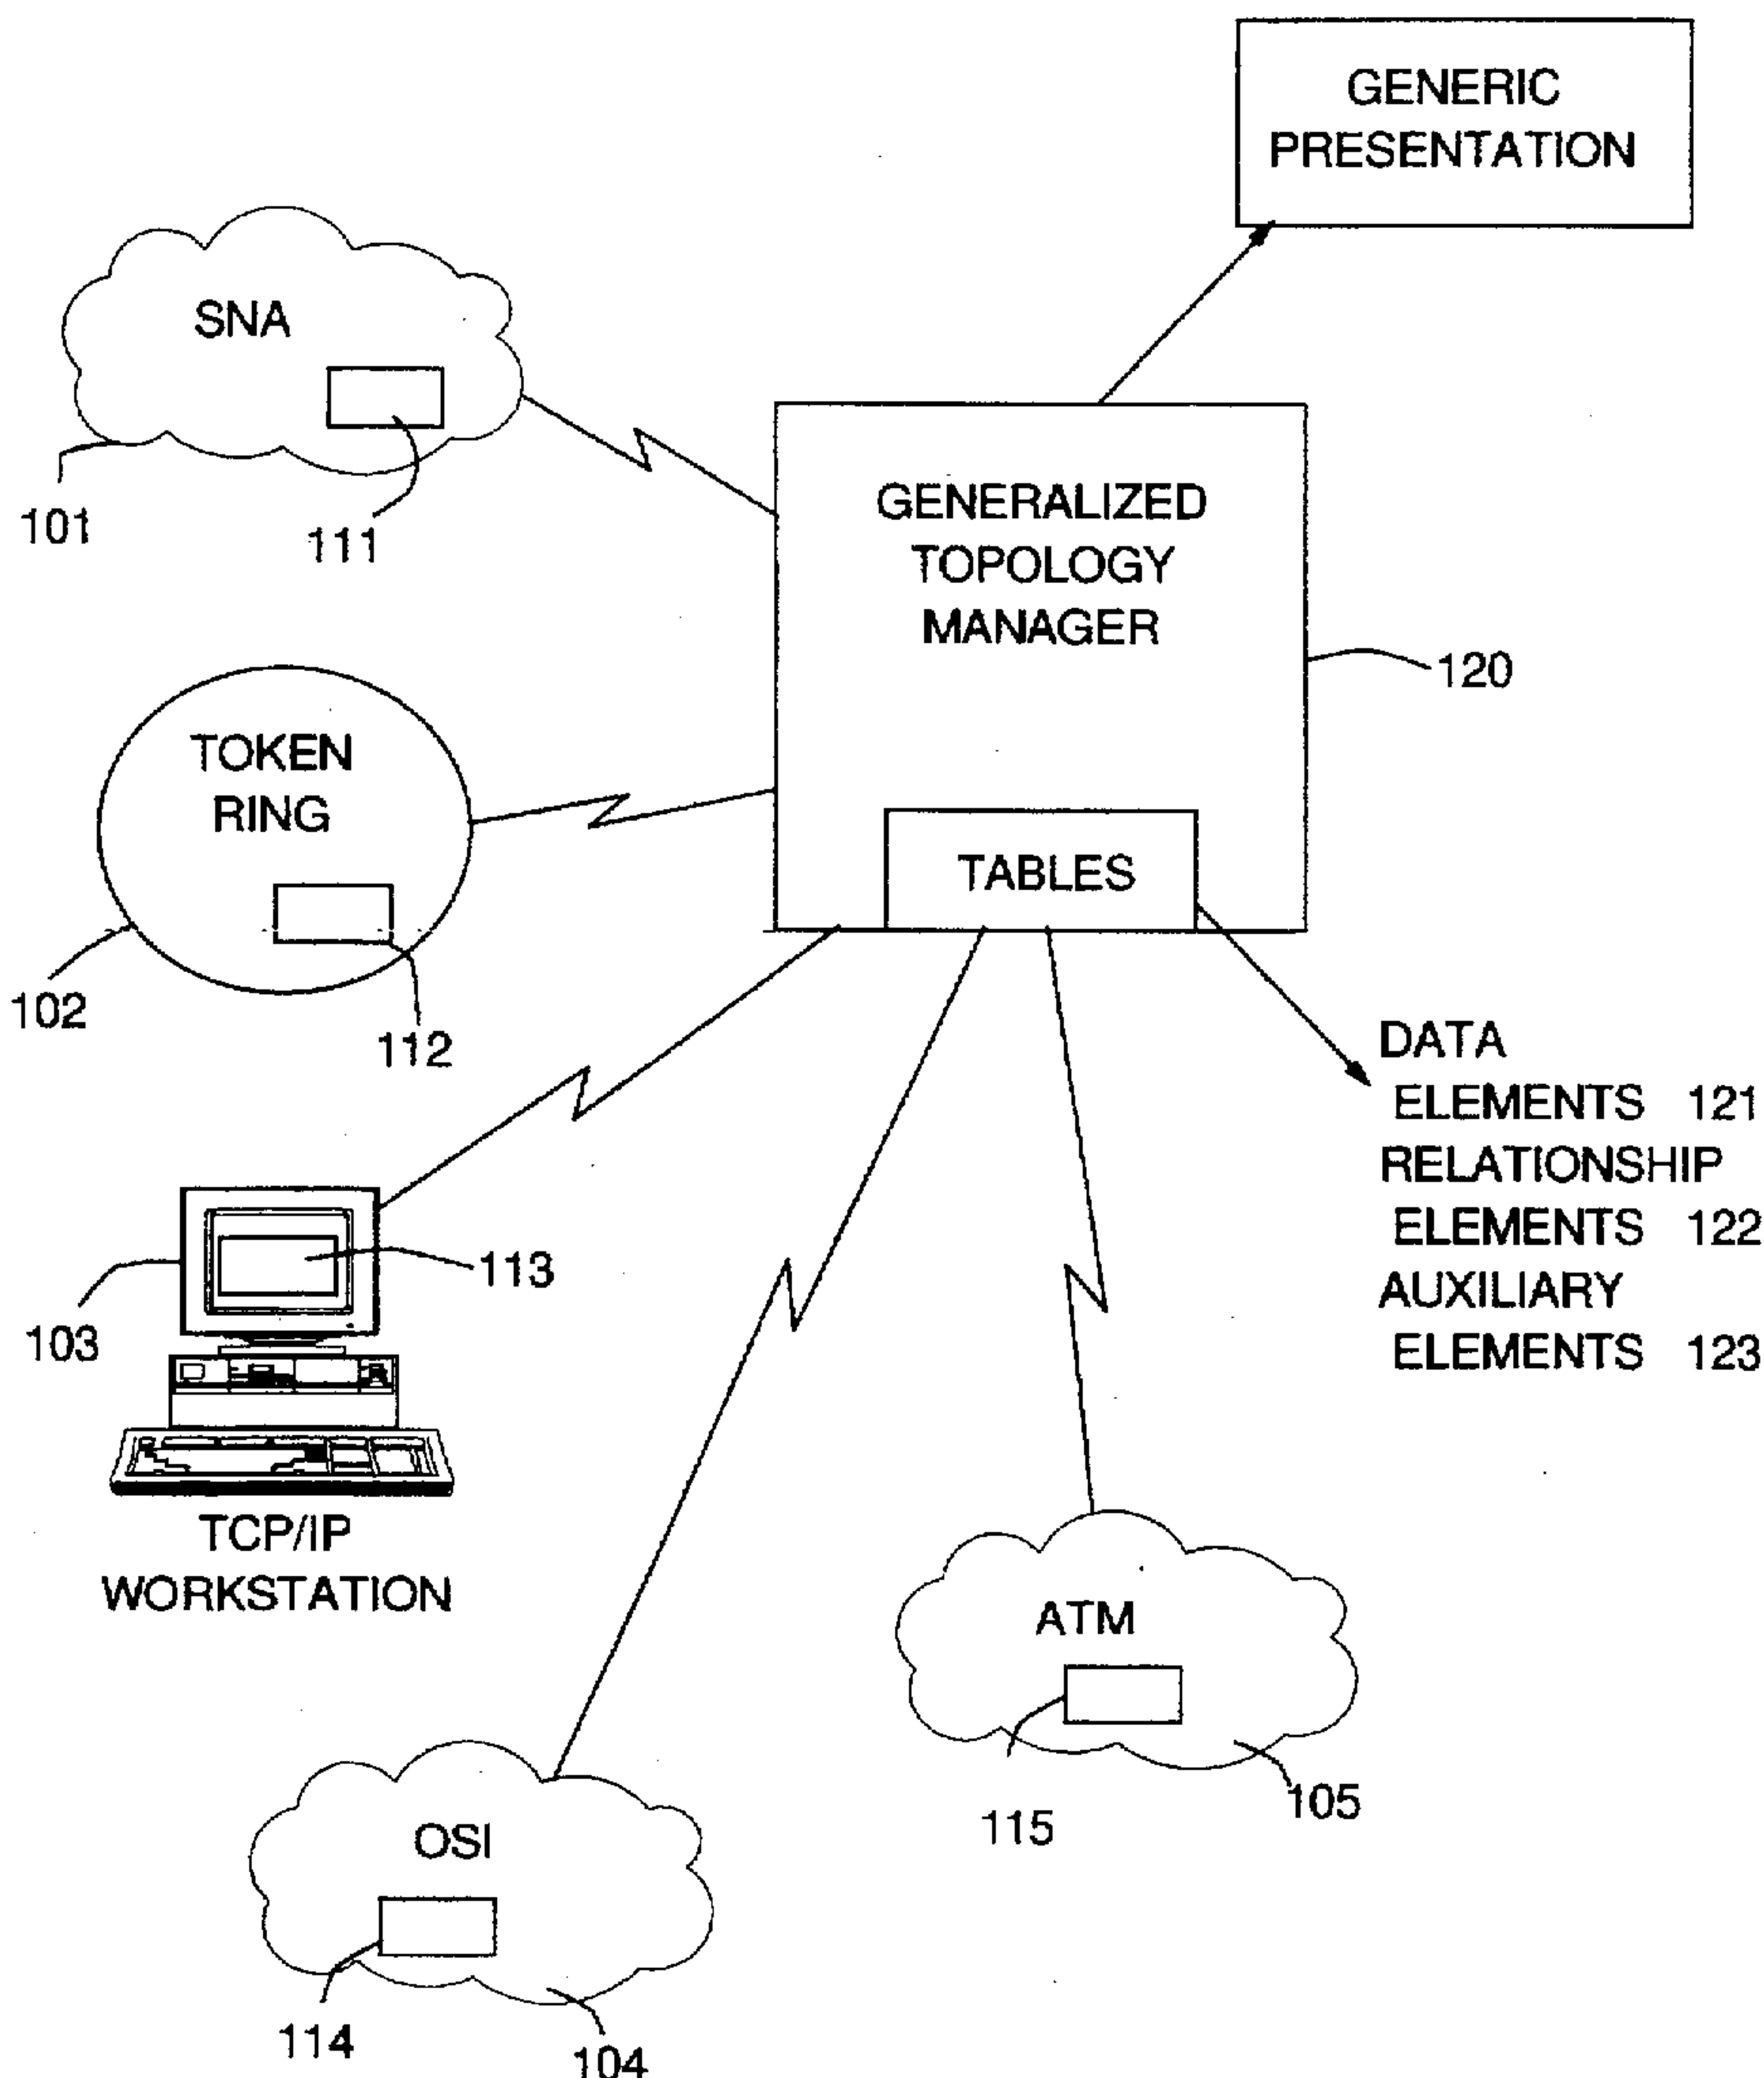 GENERIC
PRESENTATION
SNA
101
111
GENERALIZED
TOPOLOGY
MANAGER
120
TOKEN
RING
TABLES
102
112
DATA
ELEMENTS 121
RELATIONSHIP
ELEMENTS 122
AUXILIARY
ELEMENTS 123
113
103
TCP/IP
WORKSTATION
ATM
115
105
OSI
114
104